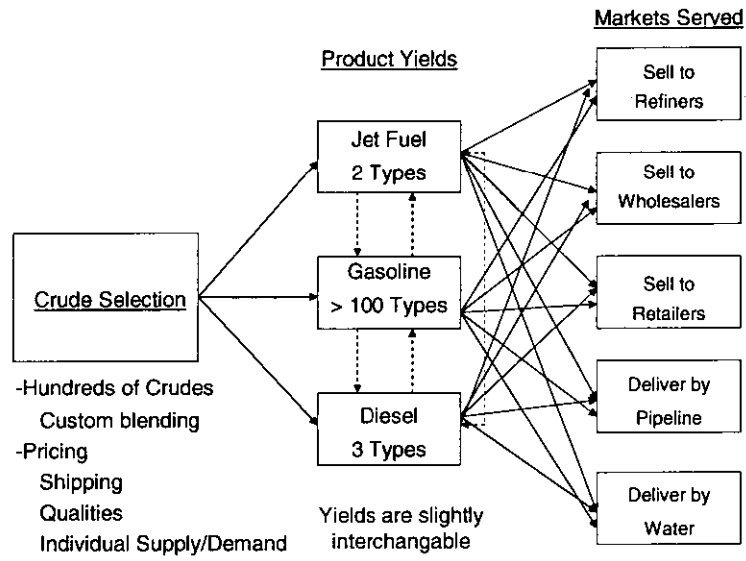 Markets Served
Product Yields
Sell to
Refiners
Jet Fuel
2 Types
Sell to
Wholesalers
Crude Selection
Gasoline
> 100 Types
Sell to
Retailers
-Hundreds of Crudes
Custom blending
-Pricing
Shipping
Qualities
Individual Supply/Demand
Diesel
3 Types
Deliver by
Pipeline
Yields are slightly
interchangable
Deliver by
Water